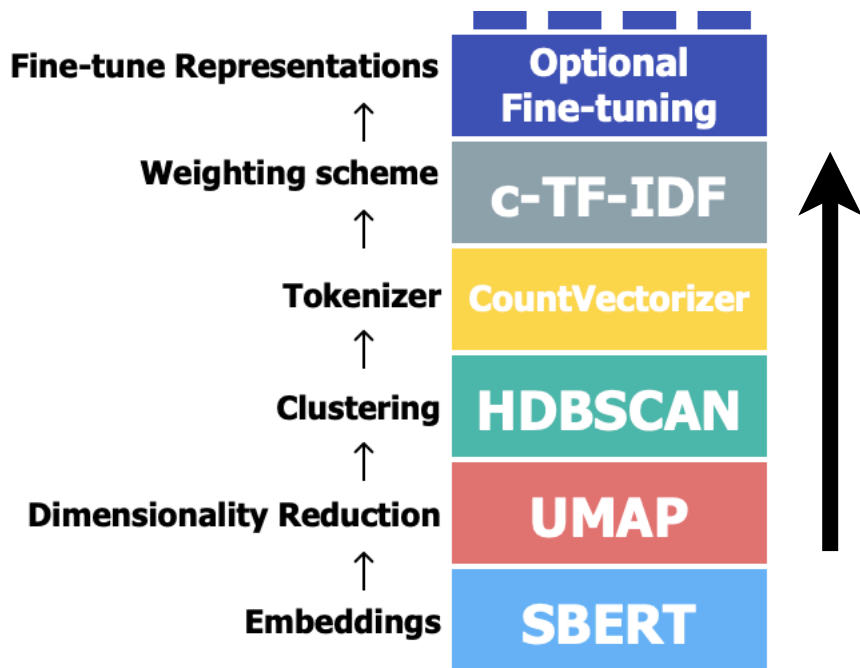 Fine-tune Representations
Optional
Fine-tuning
Weighting scheme
c-TF-IDF
Tokenizer
CountVectorizer
Clustering
HDBSCAN
Dimensionality Reduction
UMAP
Embeddings
SBERT